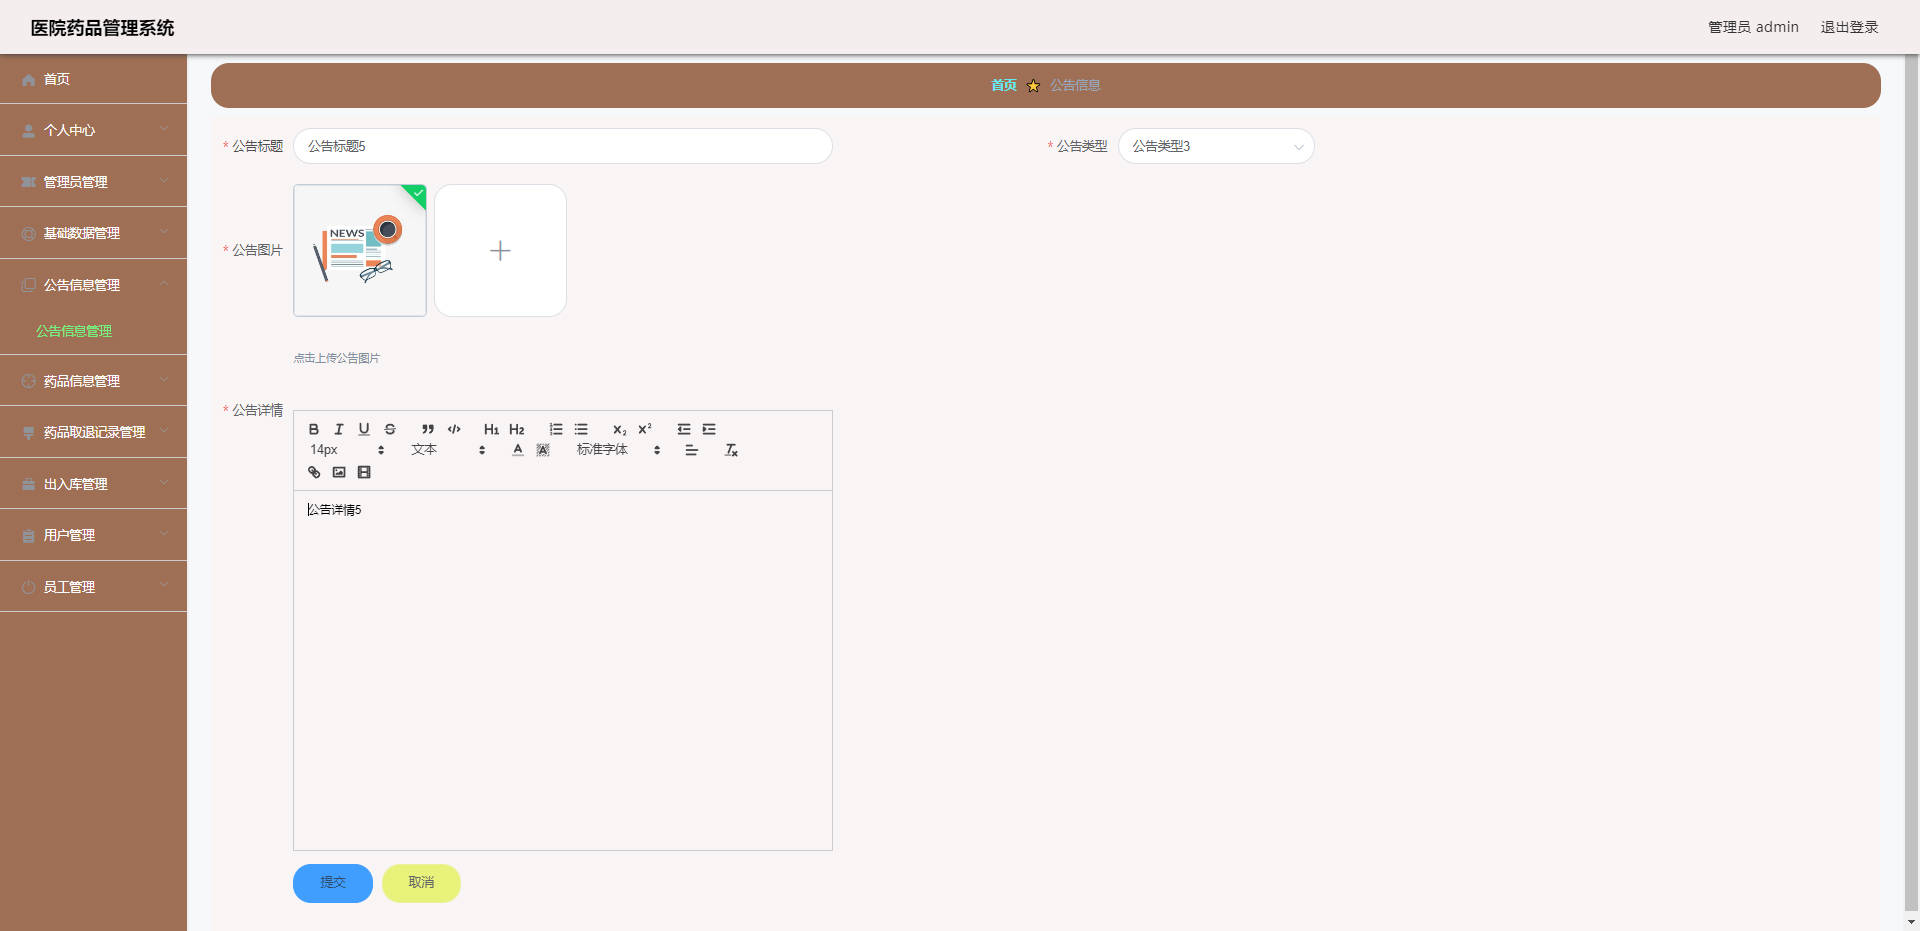 医院药品管理系统
管理员 admin
退出登录
首页
个人中心
管理员管理
基础数据管理
公告信息管理
公告信息管理
药品信息管理
药品取退记录管理
出入库管理
用户管理
员工管理
首页 公告信息
* 公告标题 公告标题5
* 公告类型 公告类型3
* 公告图片
NEWS
点击上传公告图片
* 公告详情
B I U S H1 H2 X2 X2
14px 文本 A A 标准字体 Tx
公告详情5
提交
取消